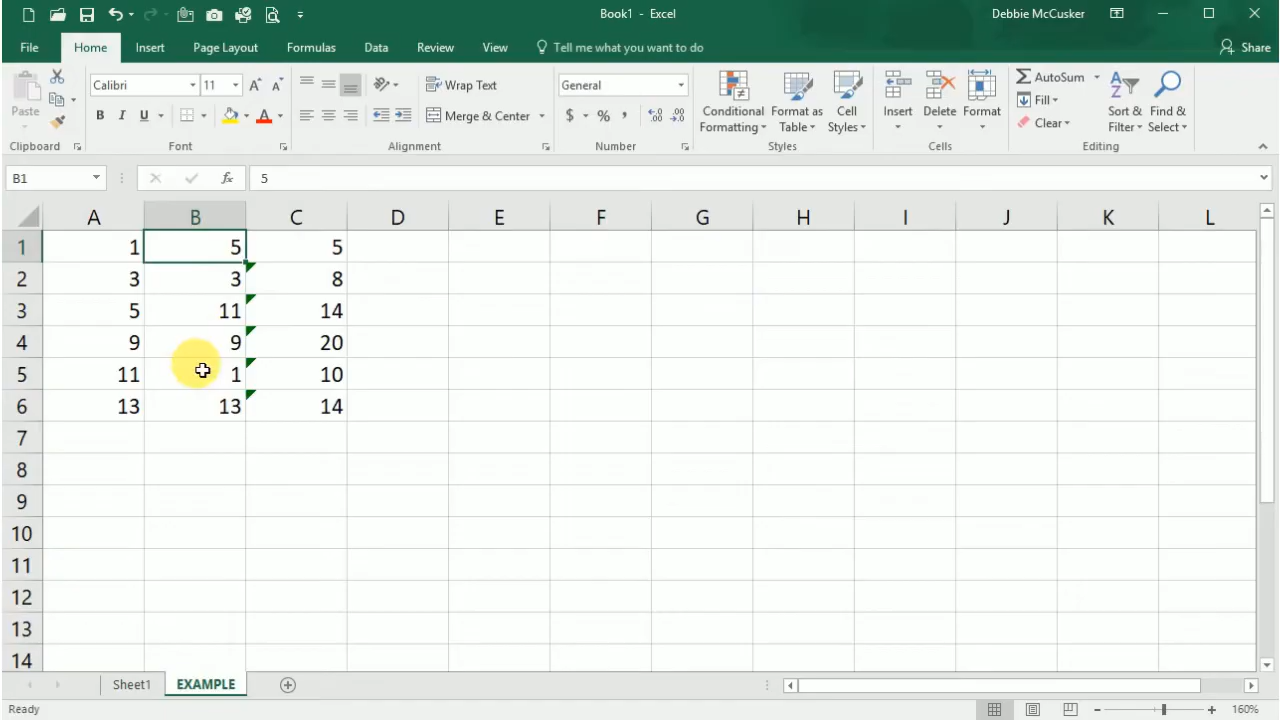 Book1 - Excel
Debbie McCusker
File Home Insert Page Layout Formulas Data Review View Tell me what you want to do Share
Paste
Calibri 11
Wrap Text
General
Conditional Formatting
Format as Table
Cell Styles
Insert
Delete
Format
AutoSum
Fill
Clear
Sort & Filter
Find & Select
B I U
Merge & Center
$ % ,
Clipboard Font Alignment Number Styles Cells Editing
B1 fx 5
A B C D E F G H I J K L
1 1 5 5
2 3 3 8
3 5 11 14
4 9 9 20
5 11 1 10
6 13 13 14
7
8
9
10
11
12
13
14
Sheet1 EXAMPLE
Ready 160%